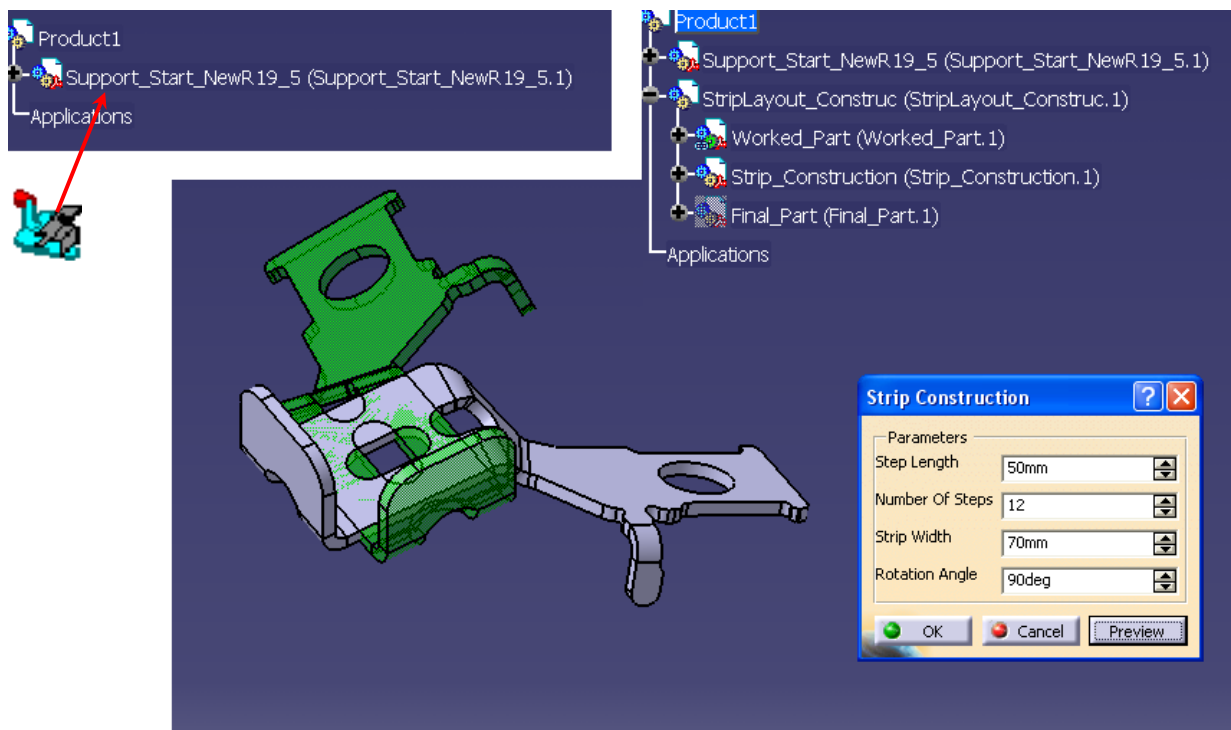 Product1
Support_Start_NewR19_5 (Support_Start_NewR19_5.1)
Applications
Product1
Support_Start_NewR19_5 (Support_Start_NewR19_5.1)
StripLayout_Construc (StripLayout_Construc.1)
Worked_Part (Worked_Part.1)
Strip_Construction (Strip_Construction.1)
Final_Part (Final_Part.1)
Applications
Strip Construction
Parameters
Step Length 50mm
Number Of Steps 12
Strip Width 70mm
Rotation Angle 90deg
OK Cancel Preview